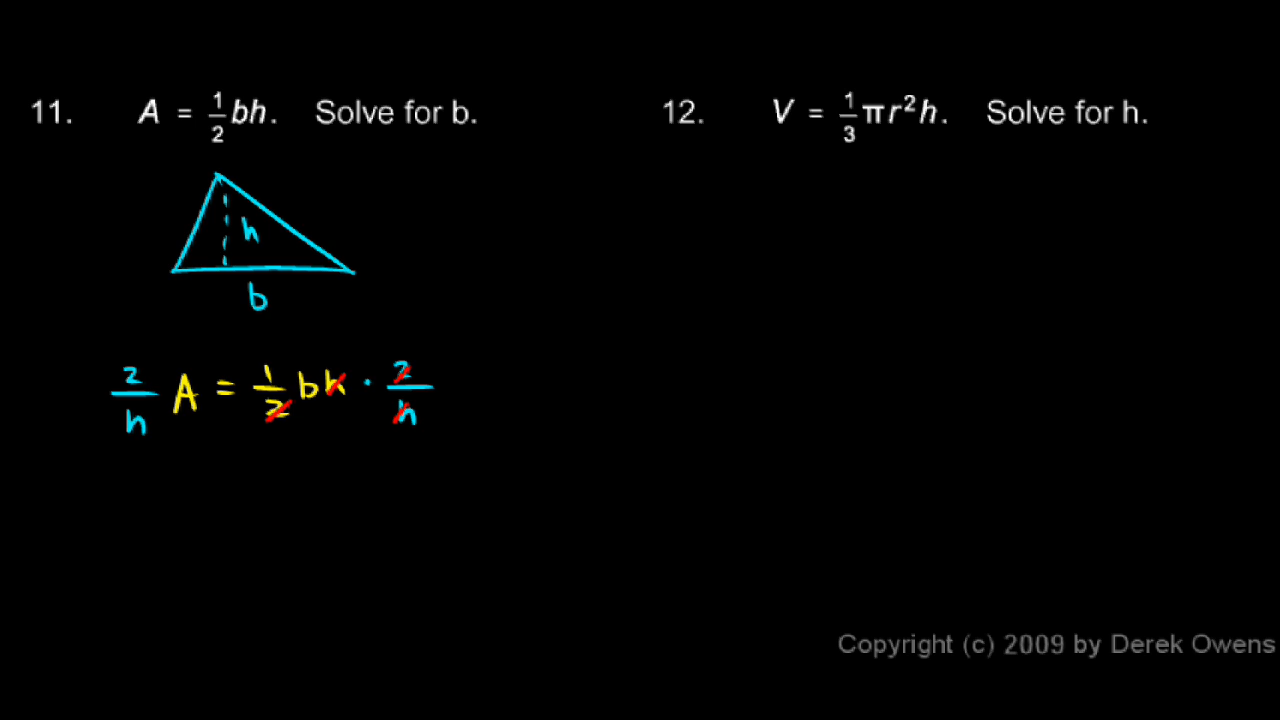 11. A = 1/2 bh. Solve for b.
h
b
2/h A = 1/2 bh · 2/h
12. V = 1/3 πr²h. Solve for h.
Copyright (c) 2009 by Derek Owens